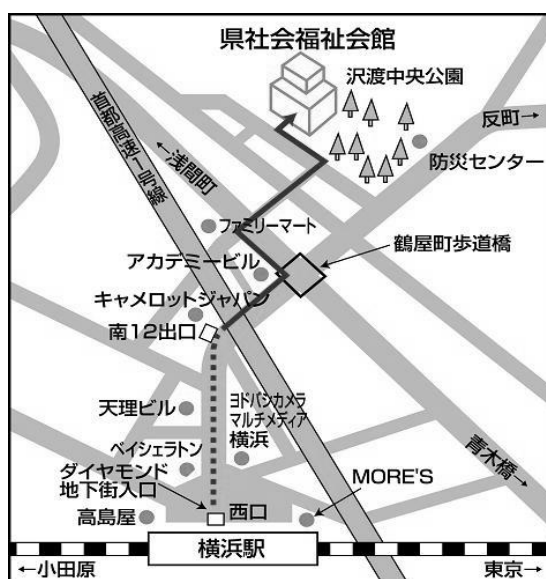 県社会福祉会館
沢渡中央公園
反町→
首都高速1号線
←浅間町
防災センター
ファミリーマート
鶴屋町歩道橋
アカデミービル
キャメロットジャパン
南12出口
天理ビル
ヨドバシカメラ
マルチメディア
横浜
ベイシェラトン
青木橋→
ダイヤモンド
地下街入口
MORE'S
高島屋
西口
横浜駅
←小田原
東京→